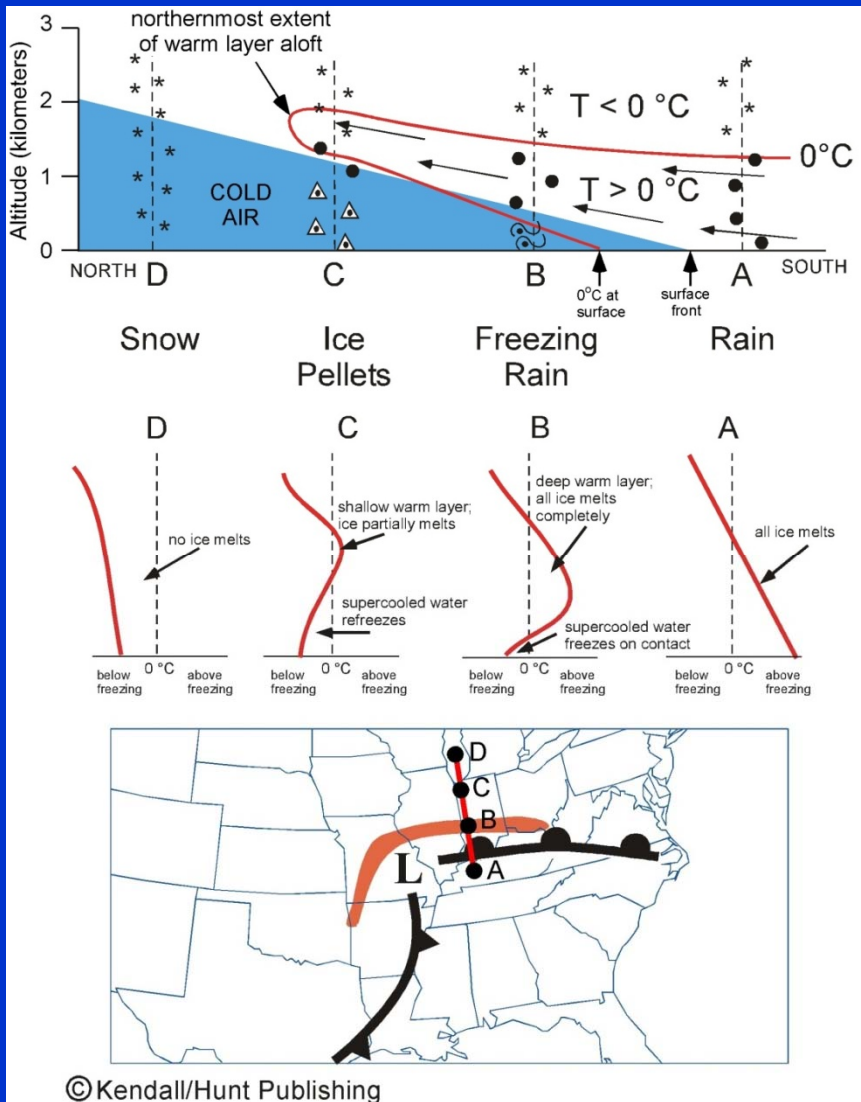 northernmost extent
of warm layer aloft
Altitude (kilometers)
3
2
1
0
T < 0 °C
0°C
T > 0 °C
COLD
AIR
NORTH
D
C
B
A
SOUTH
0°C at
surface
surface
front
Snow
Ice
Pellets
Freezing
Rain
Rain
D
C
B
A
no ice melts
shallow warm layer;
ice partially melts
supercooled water
refreezes
deep warm layer;
all ice melts
completely
supercooled water
freezes on contact
all ice melts
below
freezing
0 °C
above
freezing
below
freezing
0 °C
above
freezing
below
freezing
0 °C
above
freezing
below
freezing
0 °C
above
freezing
D
C
B
L
A
© Kendall/Hunt Publishing